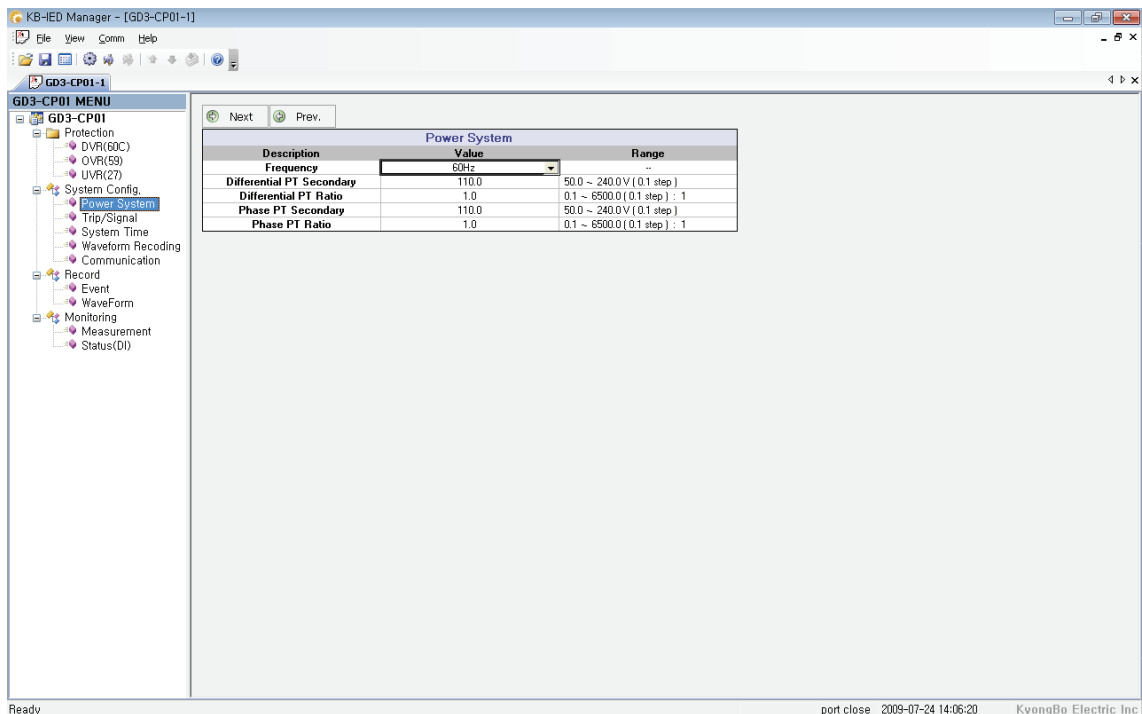 KB-IED Manager - [GD3-CP01-1]
File View Comm Help
GD3-CP01-1
GD3-CP01 MENU
GD3-CP01
Protection
DVR(60C)
OVR(59)
UVR(27)
System Config.
Power System
Trip/Signal
System Time
Waveform Recoding
Communication
Record
Event
WaveForm
Monitoring
Measurement
Status(DI)
Next Prev.
Power System
Description Value Range
Frequency 60Hz --
Differential PT Secondary 110.0 50.0 ~ 240.0 V ( 0.1 step )
Differential PT Ratio 1.0 0.1 ~ 6500.0 ( 0.1 step ) : 1
Phase PT Secondary 110.0 50.0 ~ 240.0 V ( 0.1 step )
Phase PT Ratio 1.0 0.1 ~ 6500.0 ( 0.1 step ) : 1
Ready port close 2009-07-24 14:06:20 KyongBo Electric Inc